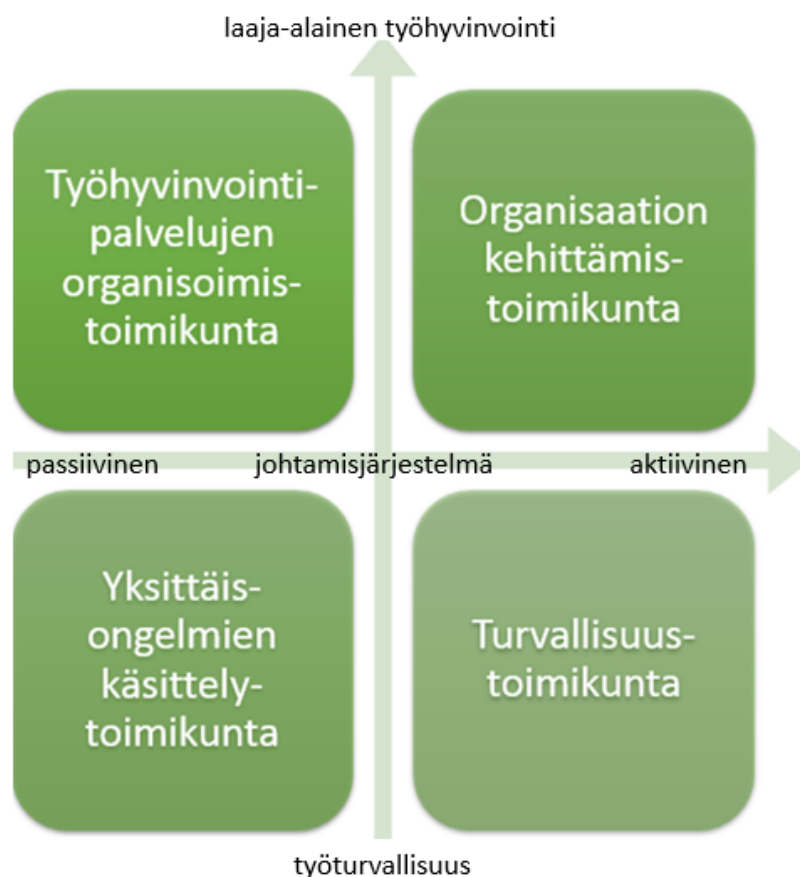 laaja-alainen työhyvinvointi
Työhyvinvointi-
palvelujen
organisoimis-
toimikunta
Organisaation
kehittämis-
toimikunta
passiivinen
johtamisjärjestelmä
aktiivinen
Yksittäis-
ongelmien
käsittely-
toimikunta
Turvallisuus-
toimikunta
työturvallisuus